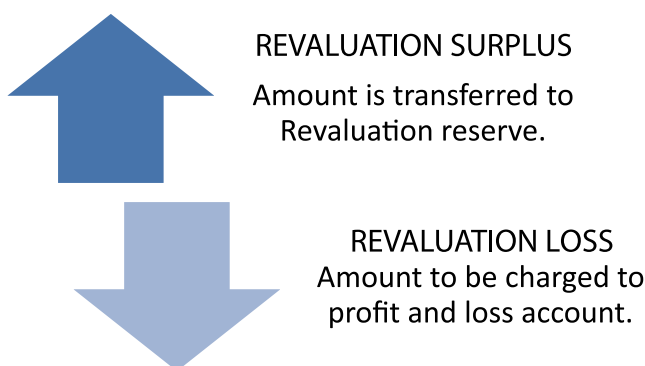 REVALUATION SURPLUS
Amount is transferred to
Revaluation reserve.
REVALUATION LOSS
Amount to be charged to
profit and loss account.